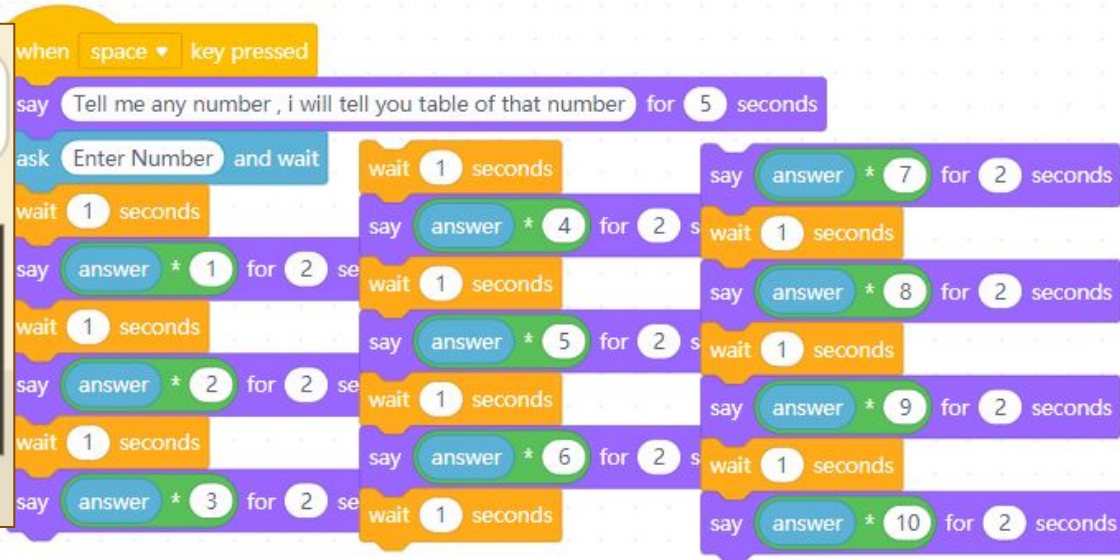 when space ▾ key pressed
say Tell me any number , i will tell you table of that number for 5 seconds
ask Enter Number and wait
wait 1 seconds
say answer * 1 for 2 se
wait 1 seconds
say answer * 2 for 2 se
wait 1 seconds
say answer * 3 for 2 se
wait 1 seconds
say answer * 4 for 2 s
wait 1 seconds
say answer * 5 for 2 s
wait 1 seconds
say answer * 6 for 2 s
wait 1 seconds
say answer * 7 for 2 seconds
wait 1 seconds
say answer * 8 for 2 seconds
wait 1 seconds
say answer * 9 for 2 seconds
wait 1 seconds
say answer * 10 for 2 seconds